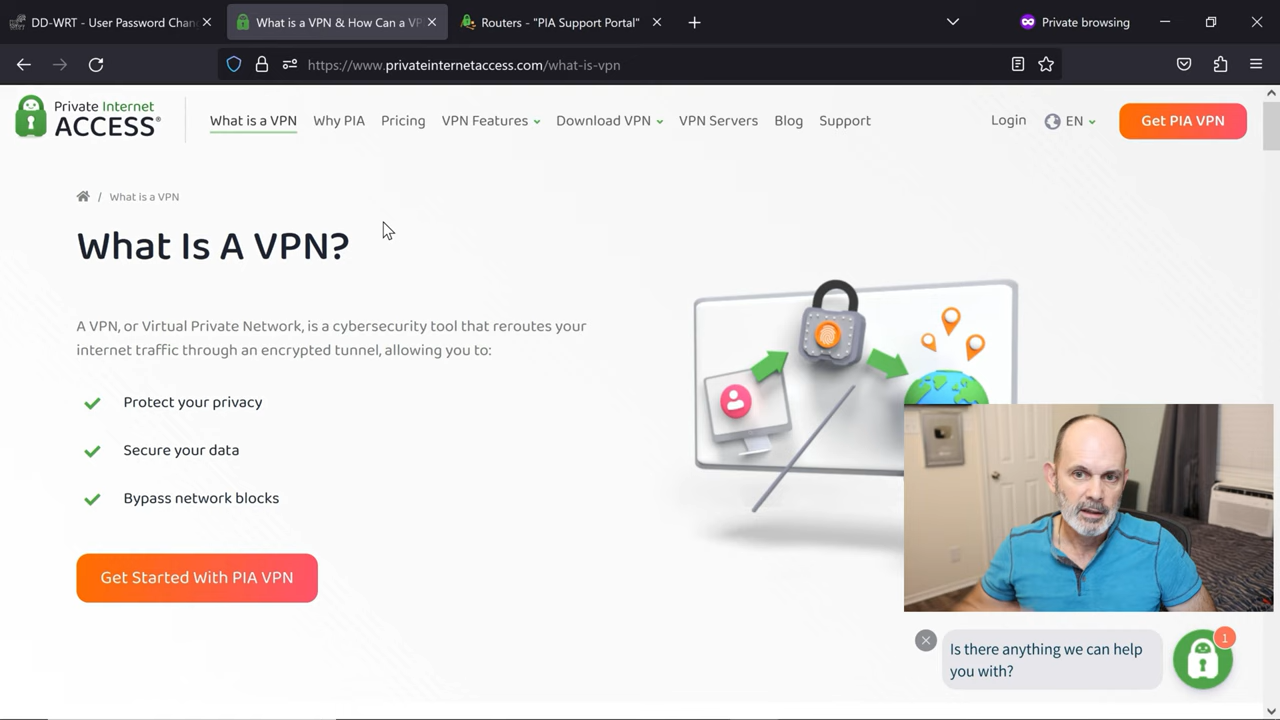 DD-WRT - User Password Chan
What is a VPN & How Can a VP
Routers - "PIA Support Portal"
Private browsing
https://www.privateinternetaccess.com/what-is-vpn
Private Internet
ACCESS®
What is a VPN
Why PIA
Pricing
VPN Features
Download VPN
VPN Servers
Blog
Support
Login
EN
Get PIA VPN
/ What is a VPN
What Is A VPN?
A VPN, or Virtual Private Network, is a cybersecurity tool that reroutes your
internet traffic through an encrypted tunnel, allowing you to:
Protect your privacy
Secure your data
Bypass network blocks
Get Started With PIA VPN
Is there anything we can help
you with?
1